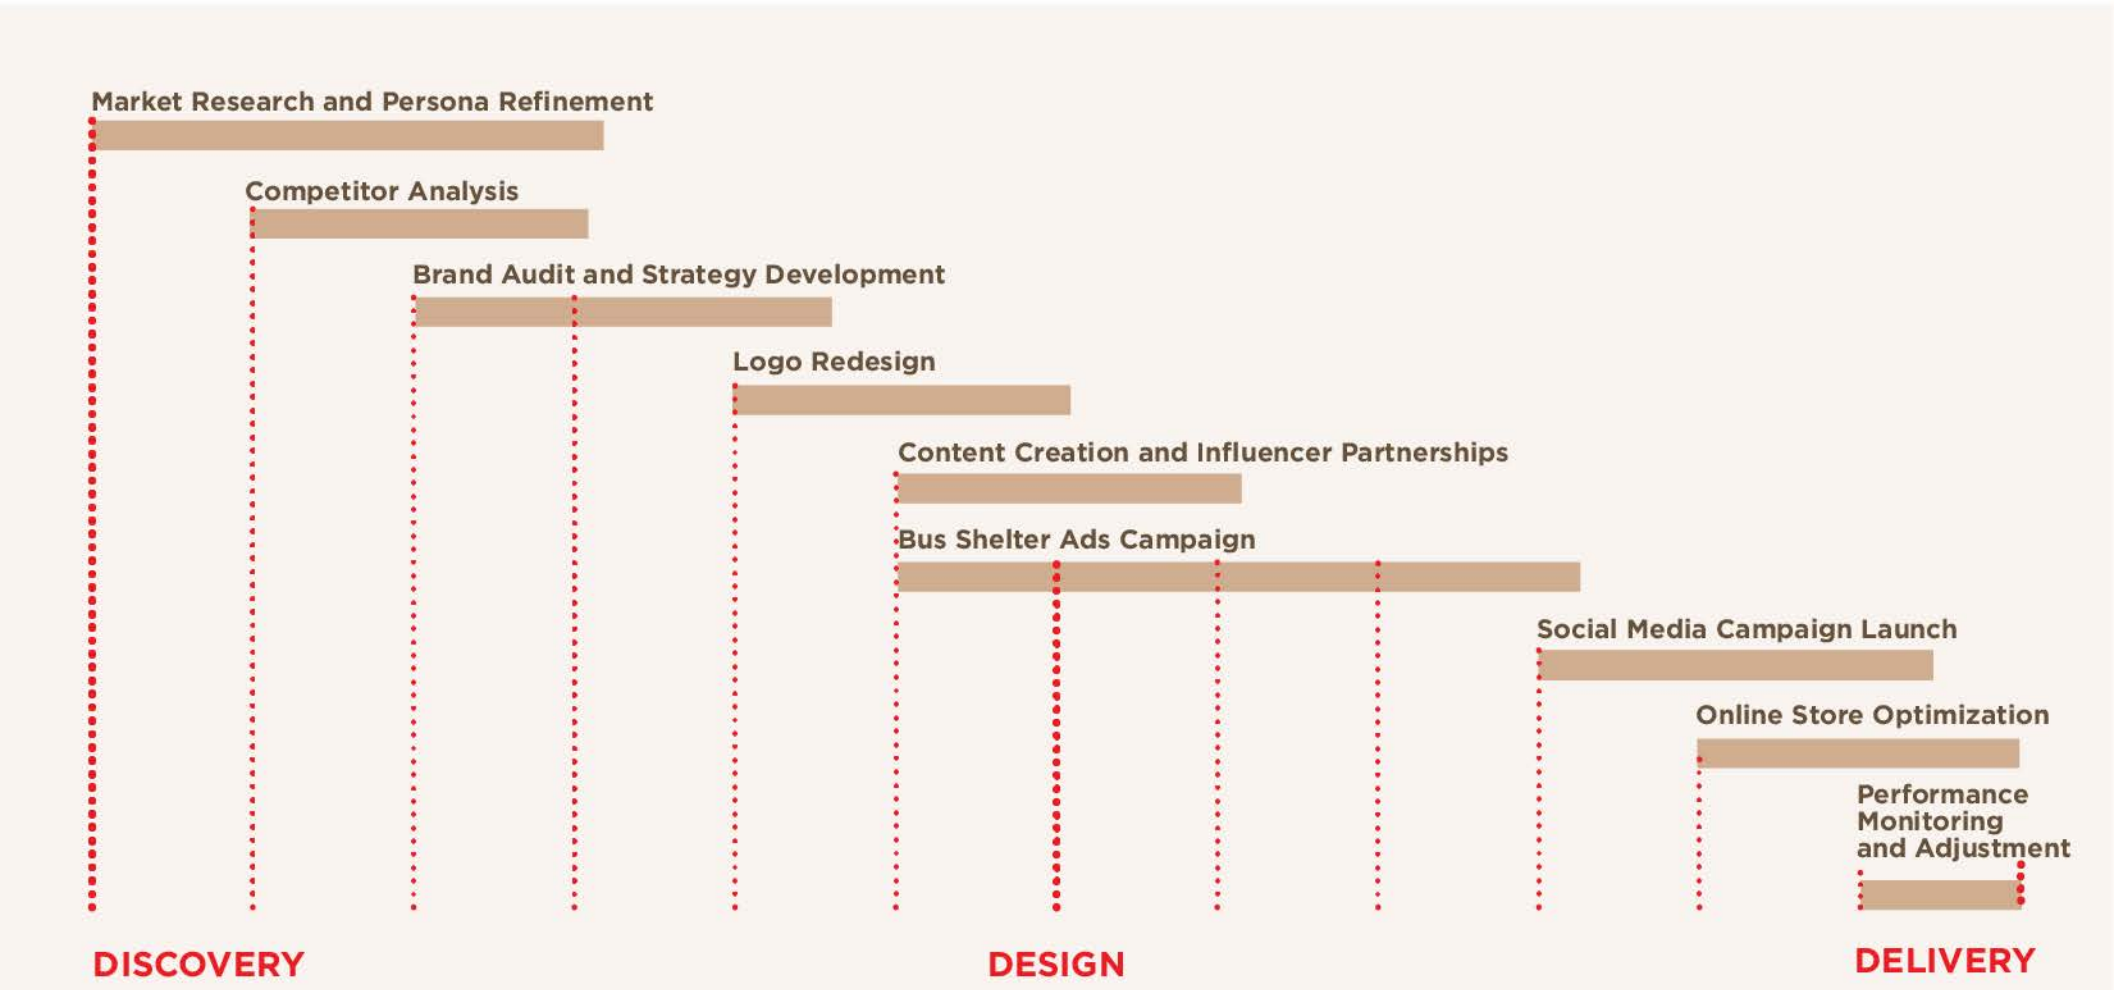 Market Research and Persona Refinement
Competitor Analysis
Brand Audit and Strategy Development
Logo Redesign
Content Creation and Influencer Partnerships
Bus Shelter Ads Campaign
Social Media Campaign Launch
Online Store Optimization
Performance
Monitoring
and Adjustment
DISCOVERY
DESIGN
DELIVERY